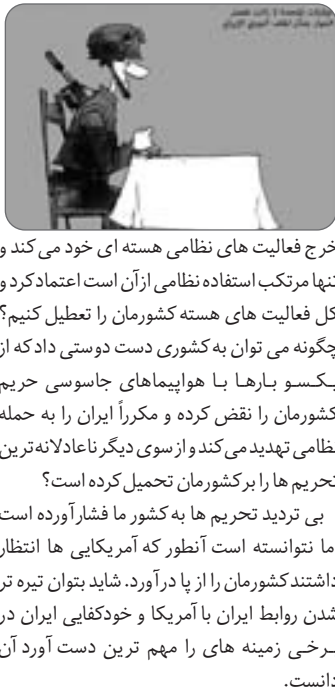 خرج فعالیت های نظامی هسته ای خود می کند و
تنها مرتکب استفاده نظامی ازآن است اعتماد کرد و
کل فعالیت های هسته کشورمان را تعطیل کنیم؟
چگونه می توان به کشوری دست دوستی داد که از
یکسو بارها با هواپیماهای جاسوسی حریم
کشورمان را نقض کرده و مکرراً ایران را به حمله
نظامی تهدید می کند و از سوی دیگر ناعادلانه ترین
تحریم ها را بر کشورمان تحمیل کرده است؟
بی تردید تحریم ها به کشور ما فشار آورده است
اما نتوانسته است آنطور که آمریکایی ها انتظار
داشتند کشورمان را از پا درآورد. شاید بتوان تیره تر
شدن روابط ایران با آمریکا و خودکفایی ایران در
برخی زمینه های را مهم ترین دست آورد آن
دانست.